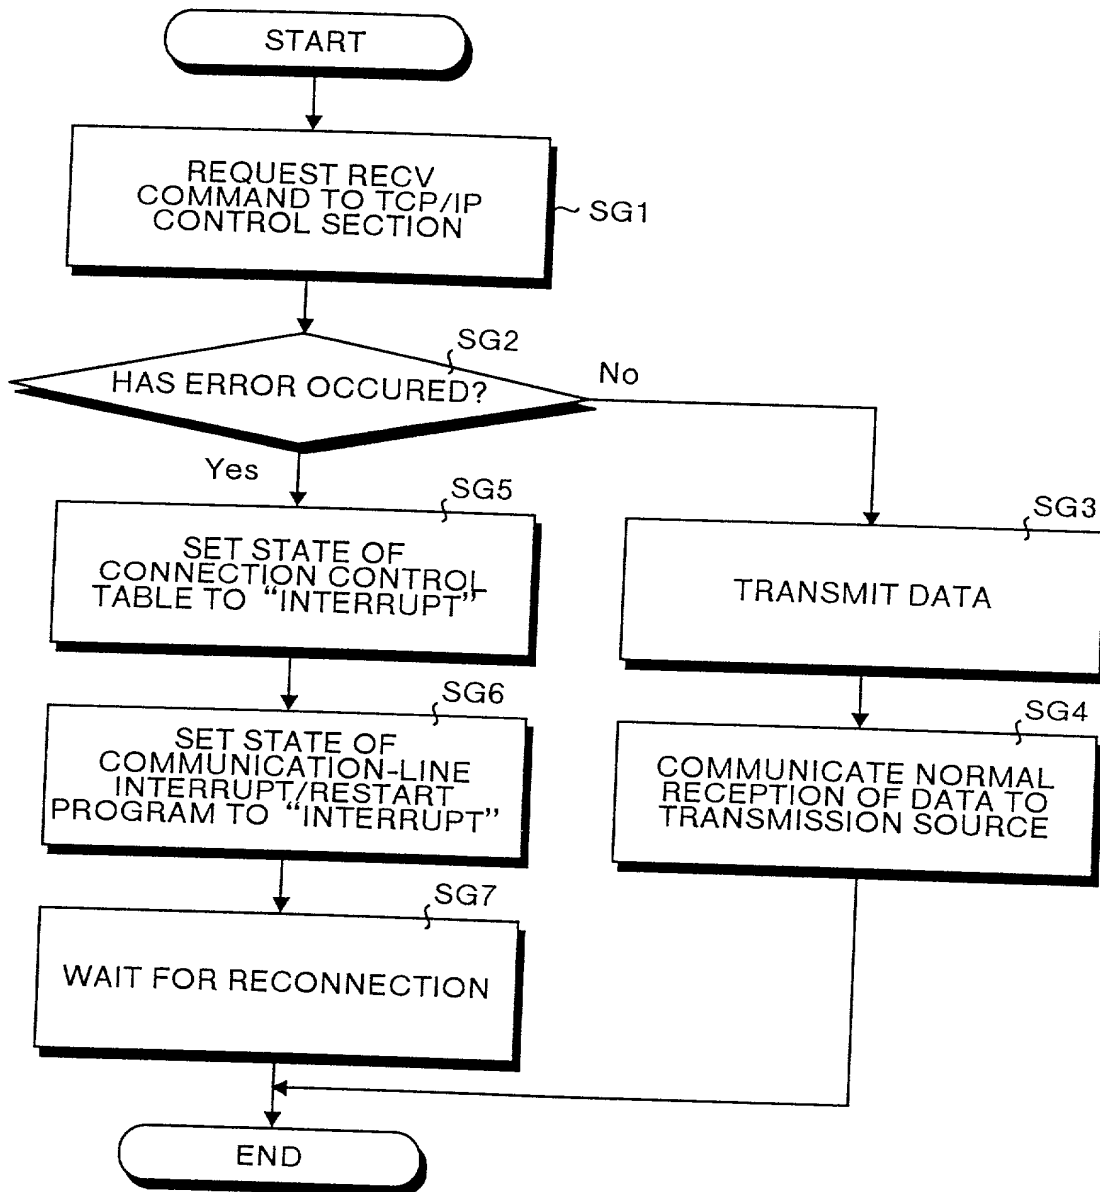 START
REQUEST RECV
COMMAND TO TCP/IP
CONTROL SECTION
SG1
SG2
HAS ERROR OCCURED?
No
Yes
SG5
SET STATE OF
CONNECTION CONTROL
TABLE TO “INTERRUPT”
SG3
TRANSMIT DATA
SG6
SET STATE OF
COMMUNICATION-LINE
INTERRUPT/RESTART
PROGRAM TO “INTERRUPT”
SG4
COMMUNICATE NORMAL
RECEPTION OF DATA TO
TRANSMISSION SOURCE
SG7
WAIT FOR RECONNECTION
END